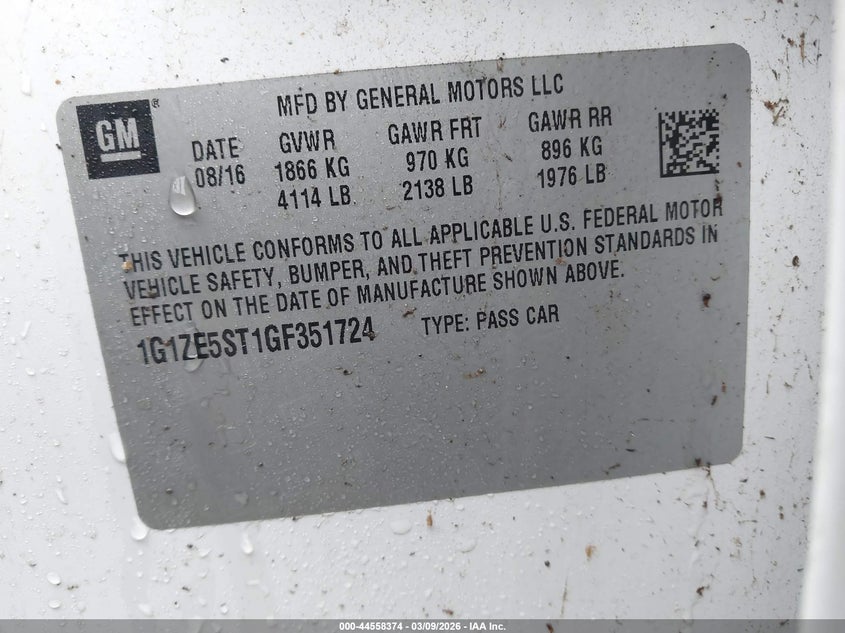 MFD BY GENERAL MOTORS LLC
GM®
DATE GVWR GAWR FRT GAWR RR
08/16 1866 KG 970 KG 896 KG
4114 LB 2138 LB 1976 LB
THIS VEHICLE CONFORMS TO ALL APPLICABLE U.S. FEDERAL MOTOR
VEHICLE SAFETY, BUMPER, AND THEFT PREVENTION STANDARDS IN
EFFECT ON THE DATE OF MANUFACTURE SHOWN ABOVE.
1G1ZE5ST1GF351724 TYPE: PASS CAR
000-44558374 | 03/09/2026 – IAA Inc.